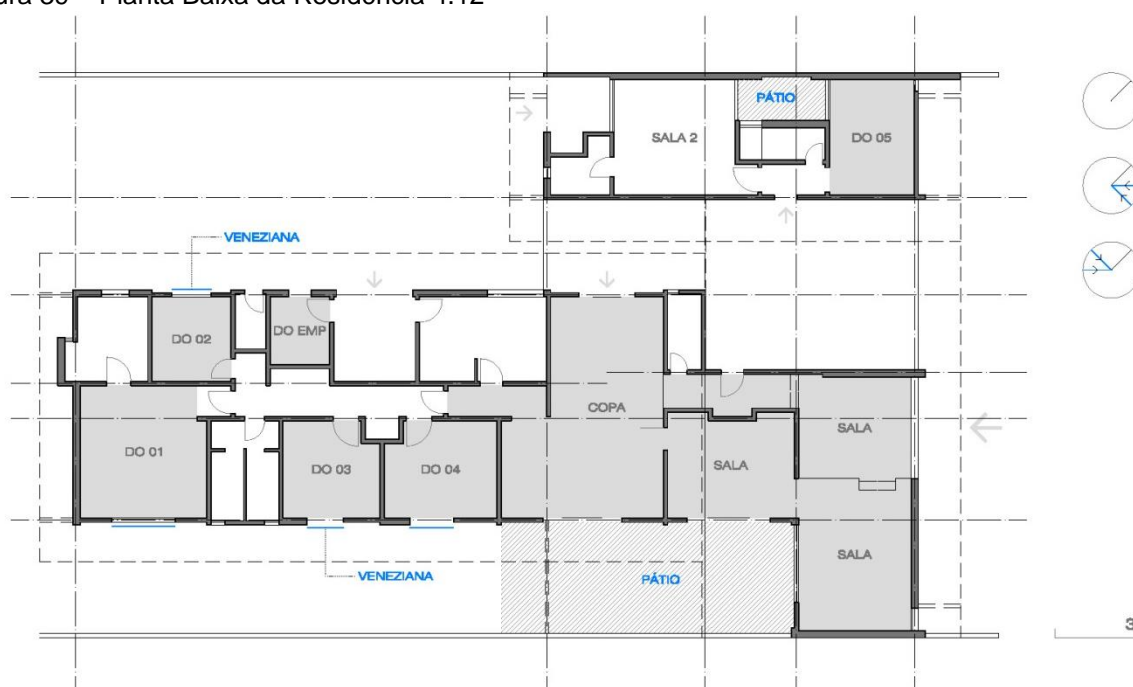 Planta Baixa da Residência 4.12
PÁTIO
SALA 2
DO 05
VENEZIANA
DO 02
DO EMP
COPA
SALA
DO 01
DO 03
DO 04
SALA
SALA
VENEZIANA
PÁTIO